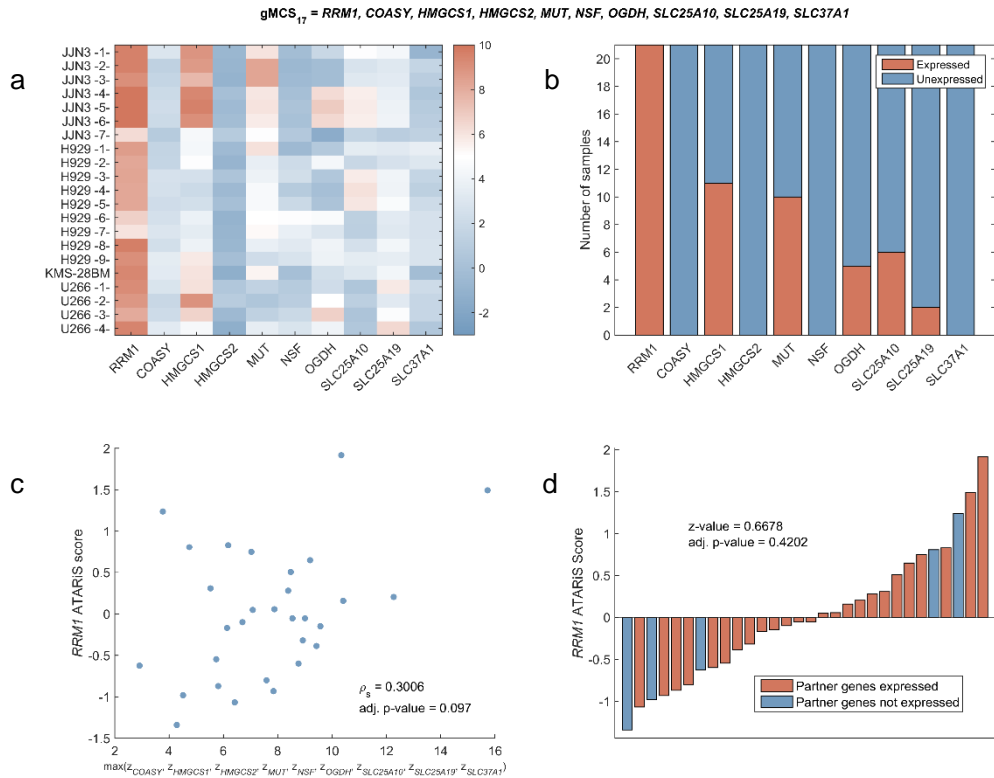 gMCS17 = RRM1, COASY, HMGCS1, HMGCS2, MUT, NSF, OGDH, SLC25A10, SLC25A19, SLC37A1
a
JJN3 -1-
JJN3 -2-
JJN3 -3-
JJN3 -4-
JJN3 -5-
JJN3 -6-
JJN3 -7-
H929 -1-
H929 -2-
H929 -3-
H929 -4-
H929 -5-
H929 -6-
H929 -7-
H929 -8-
H929 -9-
KMS-28BM
U266 -1-
U266 -2-
U266 -3-
U266 -4-
RRM1
COASY
HMGCS1
HMGCS2
MUT
NSF
OGDH
SLC25A10
SLC25A19
SLC37A1
10
8
6
4
2
0
-2
b
Number of samples
20
18
16
14
12
10
8
6
4
2
0
Expressed
Unexpressed
RRM1
COASY
HMGCS1
HMGCS2
MUT
NSF
OGDH
SLC25A10
SLC25A19
SLC37A1
c
RRM1 ATARiS score
2
1.5
1
0.5
0
-0.5
-1
-1.5
ρs = 0.3006
adj. p-value = 0.097
2
4
6
8
10
12
14
16
max(zCOASY, zHMGCS1, zHMGCS2, zMUT, zNSF, zOGDH, zSLC25A10, zSLC25A19, zSLC37A1)
d
RRM1 ATARiS score
2
1.5
1
0.5
0
-0.5
-1
z-value = 0.6678
adj. p-value = 0.4202
Partner genes expressed
Partner genes not expressed